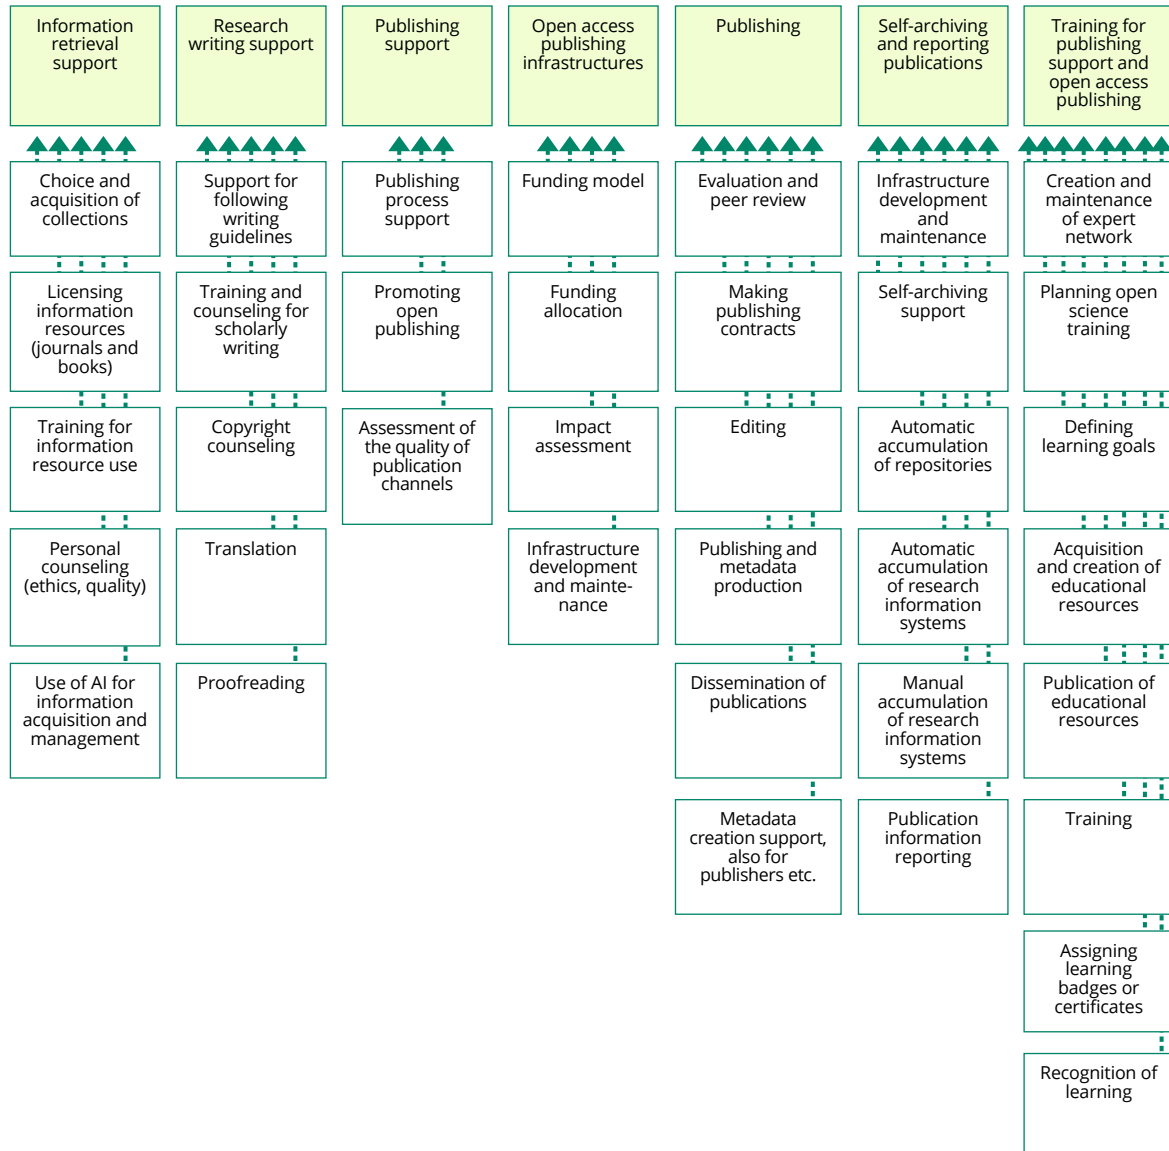 Information
retrieval
support
Research
writing support
Publishing
support
Open access
publishing
infrastructures
Publishing
Self-archiving
and reporting
publications
Training for
publishing
support and
open access
publishing
Choice and
acquisition of
collections
Support for
following
writing
guidelines
Publishing
process
support
Funding model
Evaluation and
peer review
Infrastructure
development
and
maintenance
Creation and
maintenance
of expert
network
Licensing
information
resources
(journals and
books)
Training and
counseling for
scholarly
writing
Promoting
open
publishing
Funding
allocation
Making
publishing
contracts
Self-archiving
support
Planning open
science
training
Training for
information
resource use
Copyright
counseling
Assessment of
the quality of
publication
channels
Impact
assessment
Editing
Automatic
accumulation
of repositories
Defining
learning goals
Personal
counseling
(ethics, quality)
Translation
Infrastructure
development
and mainte-
nance
Publishing and
metadata
production
Automatic
accumulation
of research
information
systems
Acquisition
and creation of
educational
resources
Use of AI for
information
acquisition and
management
Proofreading
Dissemination of
publications
Manual
accumulation
of research
information
systems
Publication of
educational
resources
Metadada
creation support,
also for
publishers etc.
Publication
information
reporting
Training
Assigning
learning
badges or
certificates
Recognition of
learning